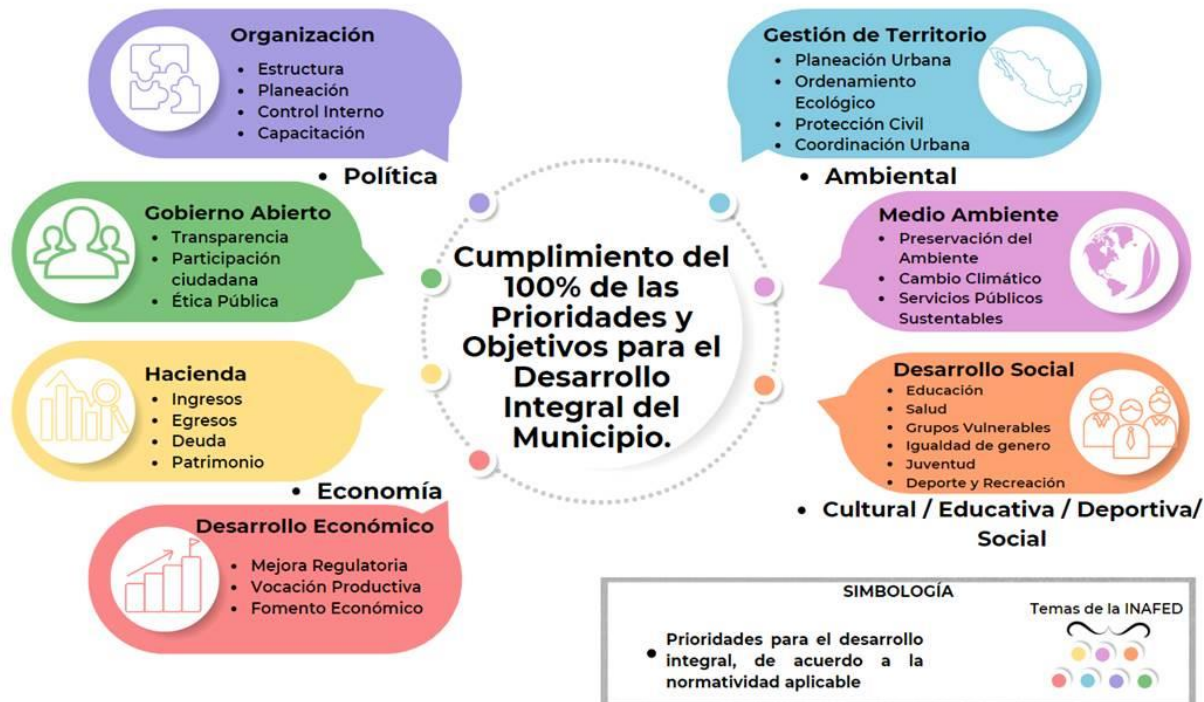 Organización
• Estructura
• Planeación
• Control Interno
• Capacitación
• Política
Gobierno Abierto
• Transparencia
• Participación
ciudadana
• Ética Pública
Hacienda
• Ingresos
• Egresos
• Deuda
• Patrimonio
• Economía
Desarrollo Económico
• Mejora Regulatoria
• Vocación Productiva
• Fomento Económico
Cumplimiento del
100% de las
Prioridades y
Objetivos para el
Desarrollo
Integral del
Municipio.
Gestión de Territorio
• Planeación Urbana
• Ordenamiento
Ecológico
• Protección Civil
• Coordinación Urbana
• Ambiental
Medio Ambiente
• Preservación del
Ambiente
• Cambio Climático
• Servicios Públicos
Sustentables
Desarrollo Social
• Educación
• Salud
• Grupos Vulnerables
• Igualdad de genero
• Juventud
• Deporte y Recreación
• Cultural / Educativa / Deportiva/
Social
SIMBOLOGÍA
• Prioridades para el desarrollo
integral, de acuerdo a la
normatividad aplicable
Temas de la INAFED